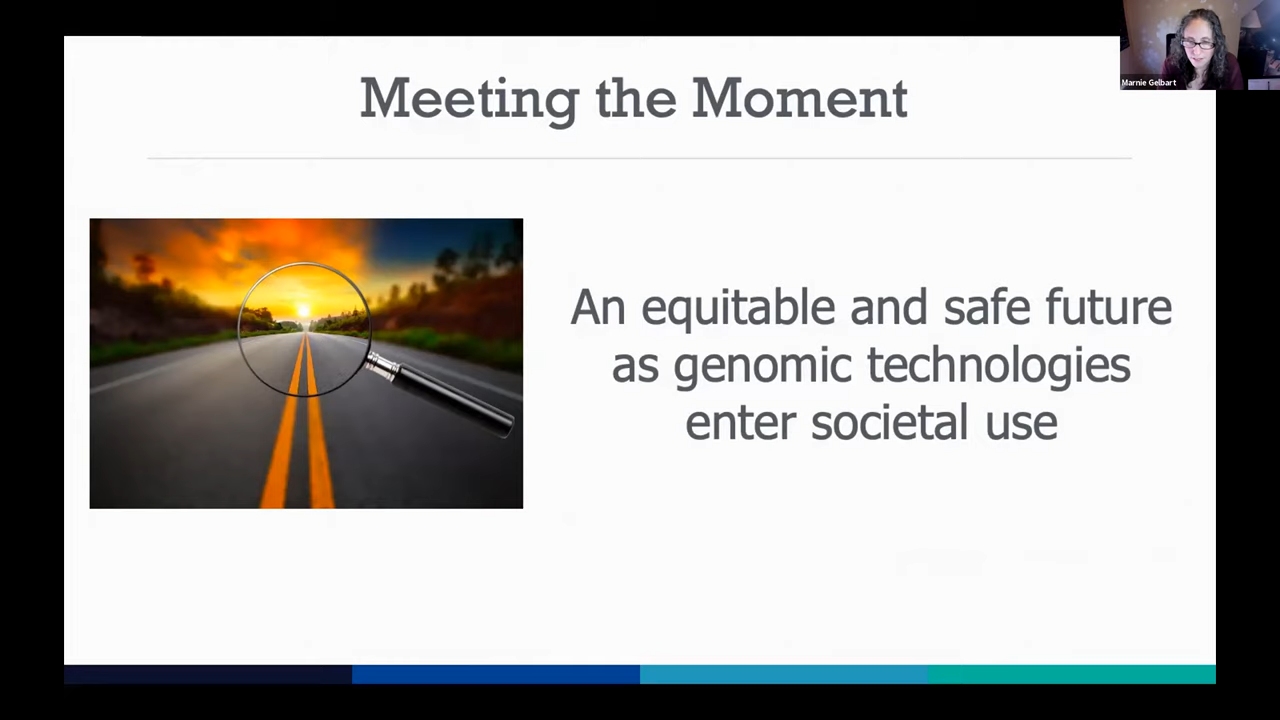 Meeting the Moment
Marnie Gelbart
An equitable and safe future
as genomic technologies
enter societal use